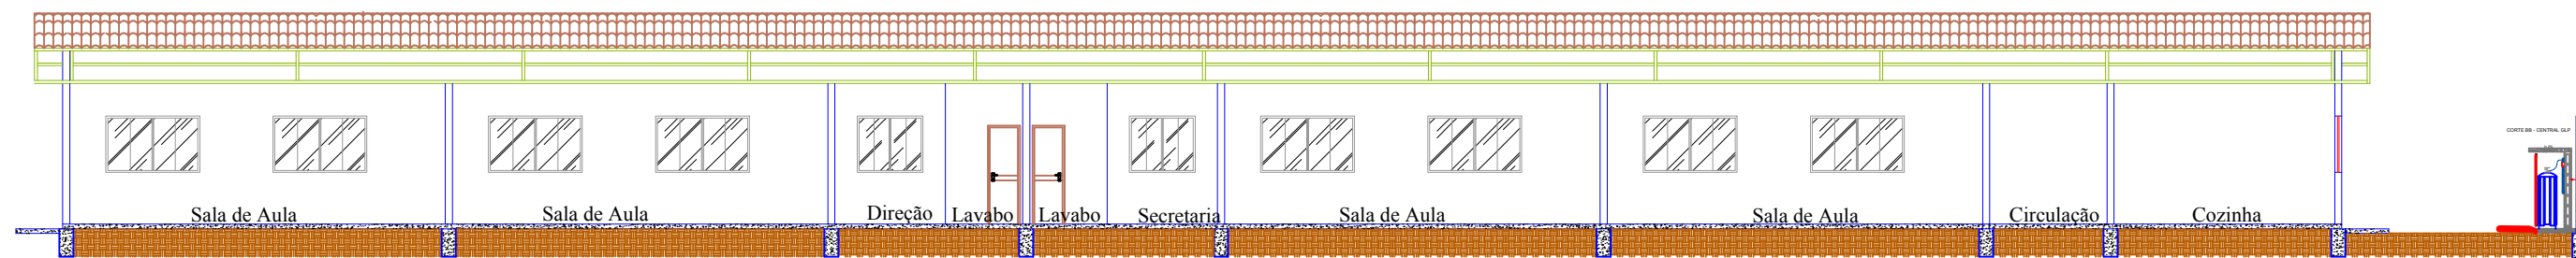 CORTE BB - CENTRAL GLP
Sala de Aula
Sala de Aula
Direção
Lavabo
Lavabo
Secretaria
Sala de Aula
Sala de Aula
Circulação
Cozinha